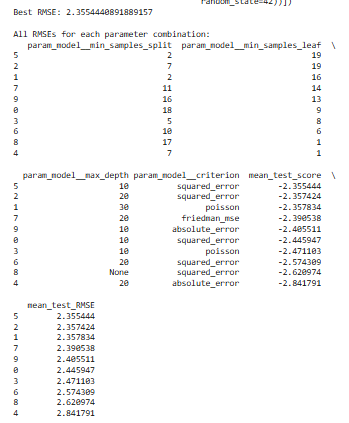 random_state=42))])
Best RMSE: 2.3554440891889157
All RMSEs for each parameter combination:
param_model__min_samples_split param_model__min_samples_leaf \
5 2 19
2 7 19
1 2 16
7 11 14
9 16 13
0 18 9
3 5 8
6 10 6
8 17 1
4 7 1
param_model__max_depth param_model__criterion mean_test_score \
5 10 squared_error -2.355444
2 20 squared_error -2.357424
1 30 poisson -2.357834
7 20 friedman_mse -2.390538
9 10 absolute_error -2.405511
0 10 squared_error -2.445947
3 10 poisson -2.471103
6 20 squared_error -2.574309
8 None squared_error -2.620974
4 20 absolute_error -2.841791
mean_test_RMSE
5 2.355444
2 2.357424
1 2.357834
7 2.390538
9 2.405511
0 2.445947
3 2.471103
6 2.574309
8 2.620974
4 2.841791